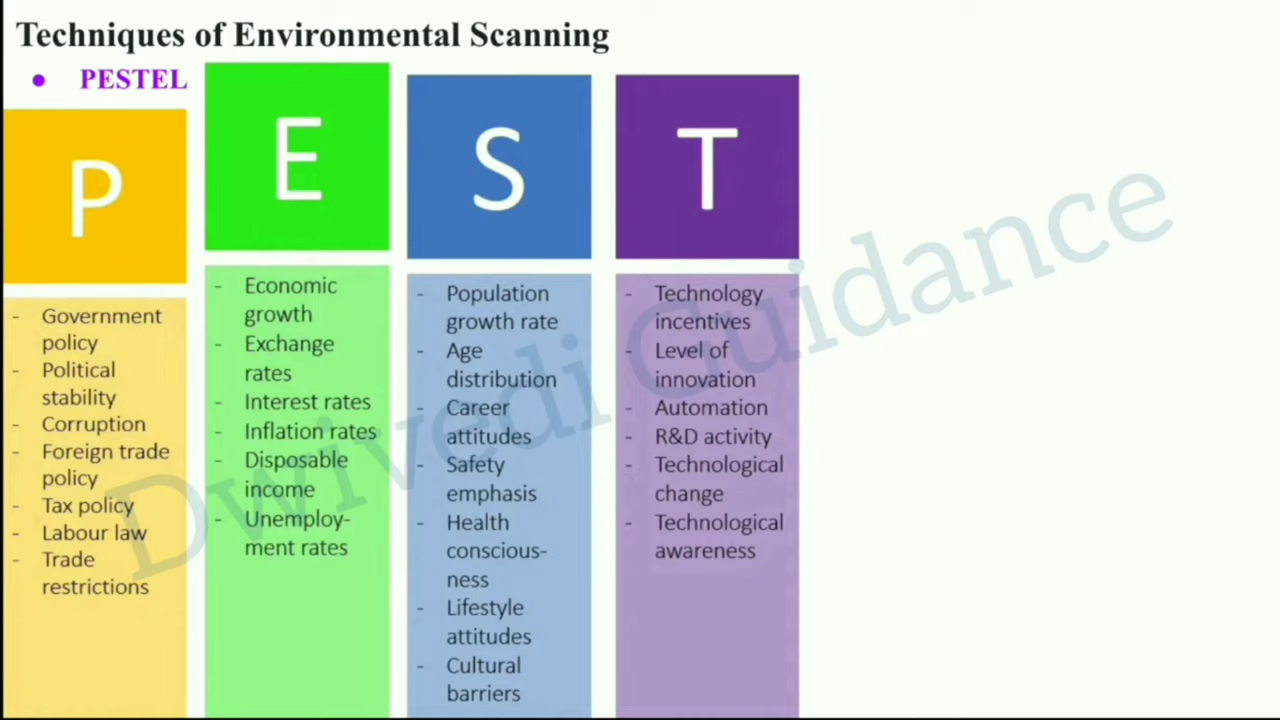 Techniques of Environmental Scanning
● PESTEL
P
- Government
policy
- Political
stability
- Corruption
- Foreign trade
policy
- Tax policy
- Labour law
- Trade
restrictions
E
- Economic
growth
- Exchange
rates
- Interest rates
- Inflation rates
- Disposable
income
- Unemploy-
ment rates
S
- Population
growth rate
- Age
distribution
- Career
attitudes
- Safety
emphasis
- Health
conscious-
ness
- Lifestyle
attitudes
- Cultural
barriers
T
- Technology
incentives
- Level of
innovation
- Automation
- R&D activity
- Technological
change
- Technological
awareness
Dwivedi Guidance